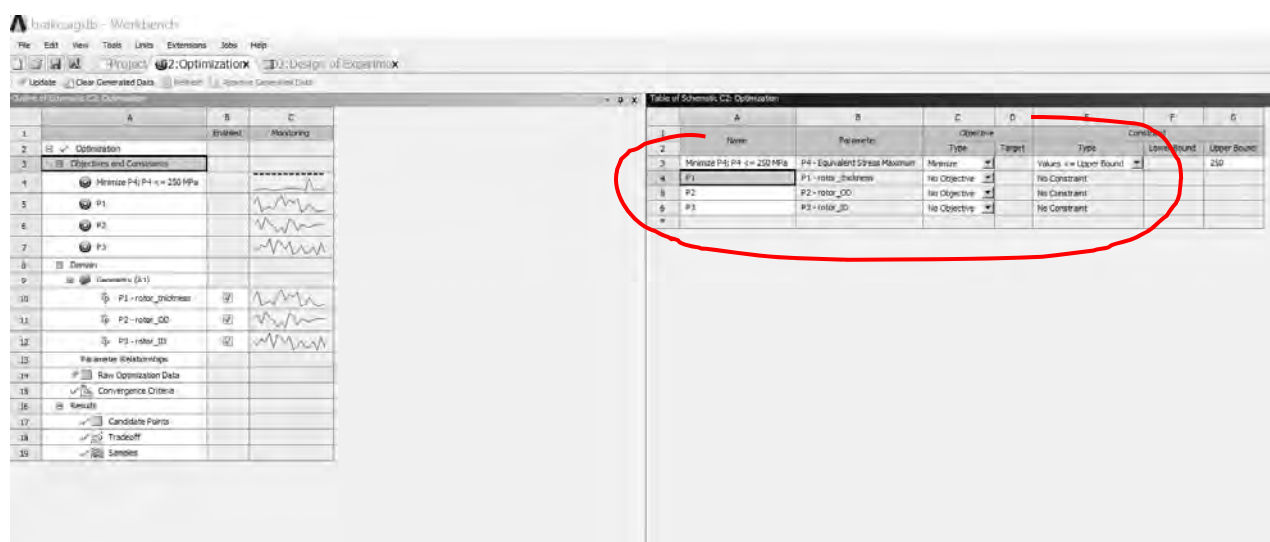 Workbench
File Edit View Tools Units Extensions Jobs Help
Project C2:Optimization D2:Design of Experiments
Update Clear Generated Data Refresh Approve Generated Data
Outline of Schematic C2: Optimization
A B C
1 Enabled Monitoring
2 Optimization
3 Objectives and Constraints
4 Minimize P4; P4 <= 250 MPa
5 P1
6 P2
7 P3
8 Domain
9 Geometry (A1)
10 P1 - rotor_thickness
11 P2 - rotor_OD
12 P3 - rotor_ID
13 Parameter Relationships
14 Raw Optimization Data
15 Convergence Criteria
16 Results
17 Candidate Points
18 Tradeoff
19 Samples
Table of Schematic C2: Optimization
A B C D E F G
1 Name Parameter Objective Constraint
2 Type Target Type Lower Bound Upper Bound
3 Minimize P4; P4 <= 250 MPa P4 - Equivalent Stress Maximum Minimize Values <= Upper Bound 250
4 P1 P1 - rotor_thickness No Objective No Constraint
5 P2 P2 - rotor_OD No Objective No Constraint
6 P3 P3 - rotor_ID No Objective No Constraint
*